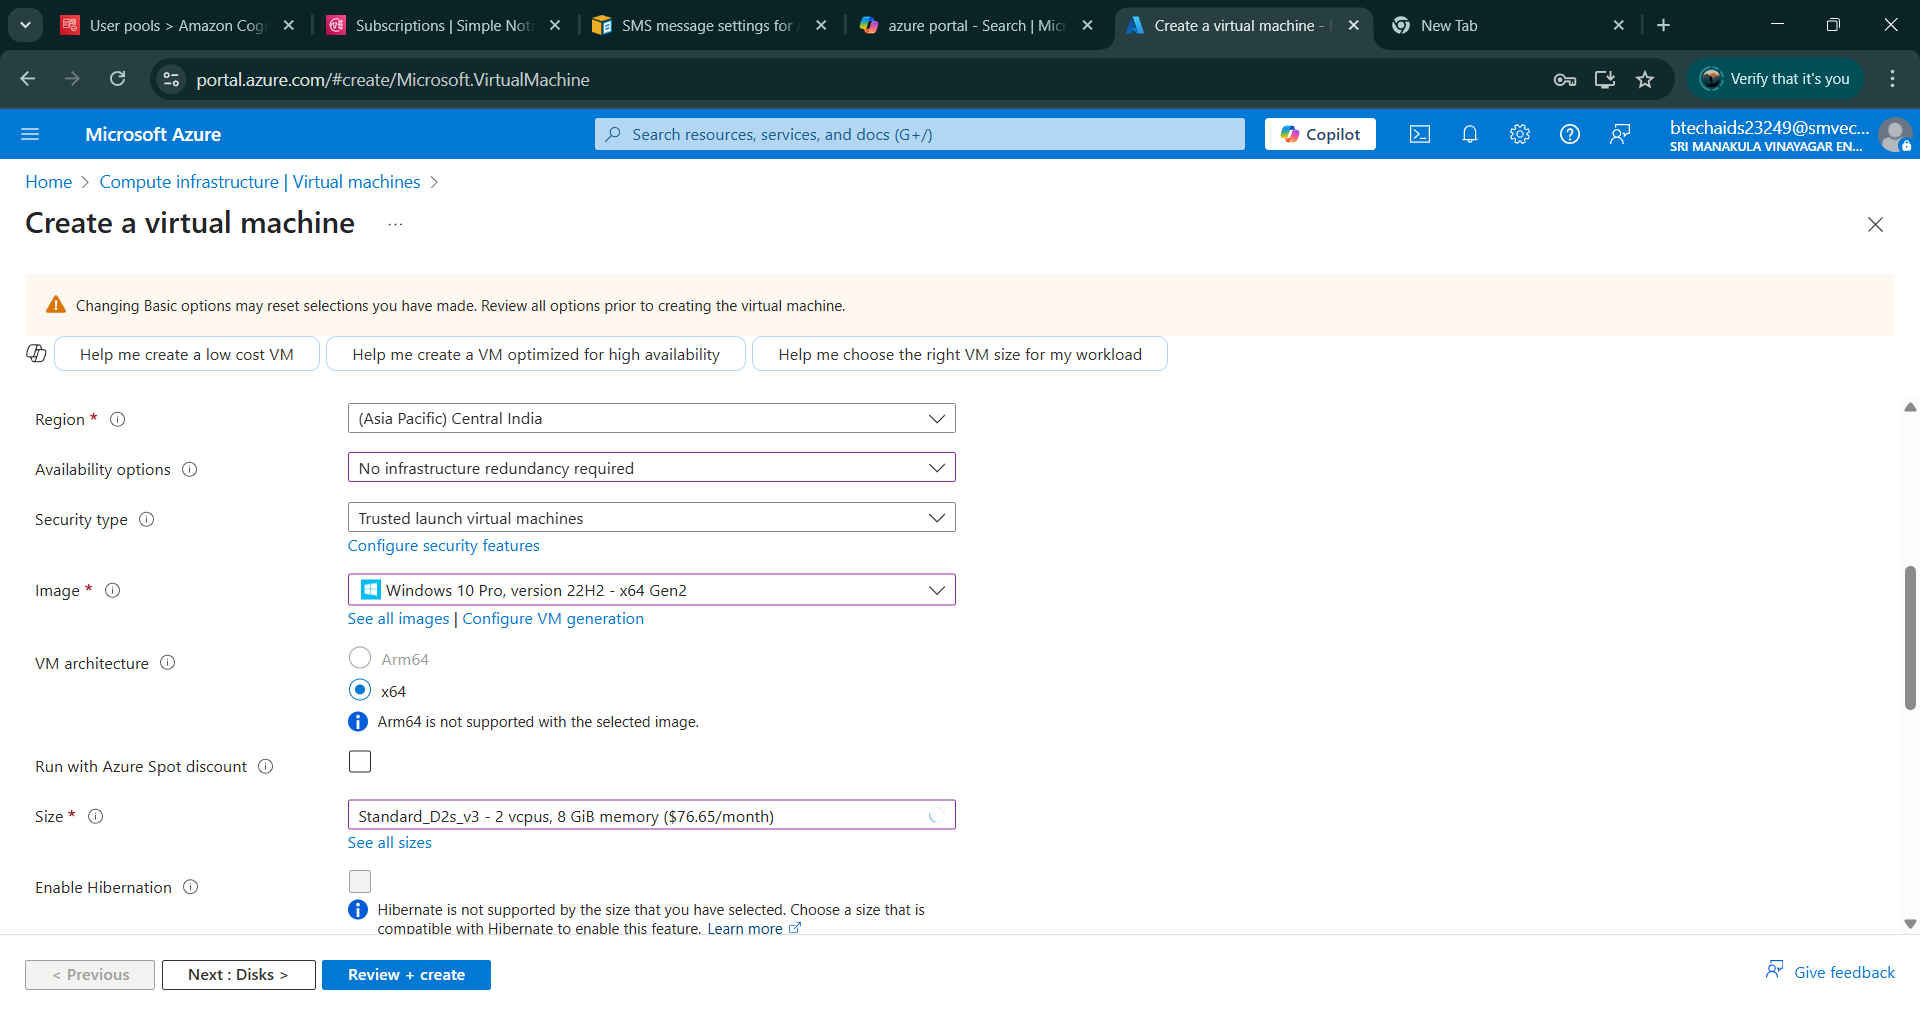 User pools > Amazon Cog
Subscriptions | Simple Noti
SMS message settings for A
azure portal - Search | Micr
Create a virtual machine - M
New Tab
portal.azure.com/#create/Microsoft.VirtualMachine
Verify that it's you
Microsoft Azure
Search resources, services, and docs (G+/)
Copilot
btechaids23249@smvec...
SRI MANAKULA VINAYAGAR EN...
Home > Compute infrastructure | Virtual machines >
Create a virtual machine ...
Changing Basic options may reset selections you have made. Review all options prior to creating the virtual machine.
Help me create a low cost VM
Help me create a VM optimized for high availability
Help me choose the right VM size for my workload
Region *
(Asia Pacific) Central India
Availability options
No infrastructure redundancy required
Security type
Trusted launch virtual machines
Configure security features
Image *
Windows 10 Pro, version 22H2 - x64 Gen2
See all images | Configure VM generation
VM architecture
Arm64
x64
Arm64 is not supported with the selected image.
Run with Azure Spot discount
Size *
Standard_D2s_v3 - 2 vcpus, 8 GiB memory ($76.65/month)
See all sizes
Enable Hibernation
Hibernate is not supported by the size that you have selected. Choose a size that is
compatible with Hibernate to enable this feature. Learn more
< Previous
Next : Disks >
Review + create
Give feedback